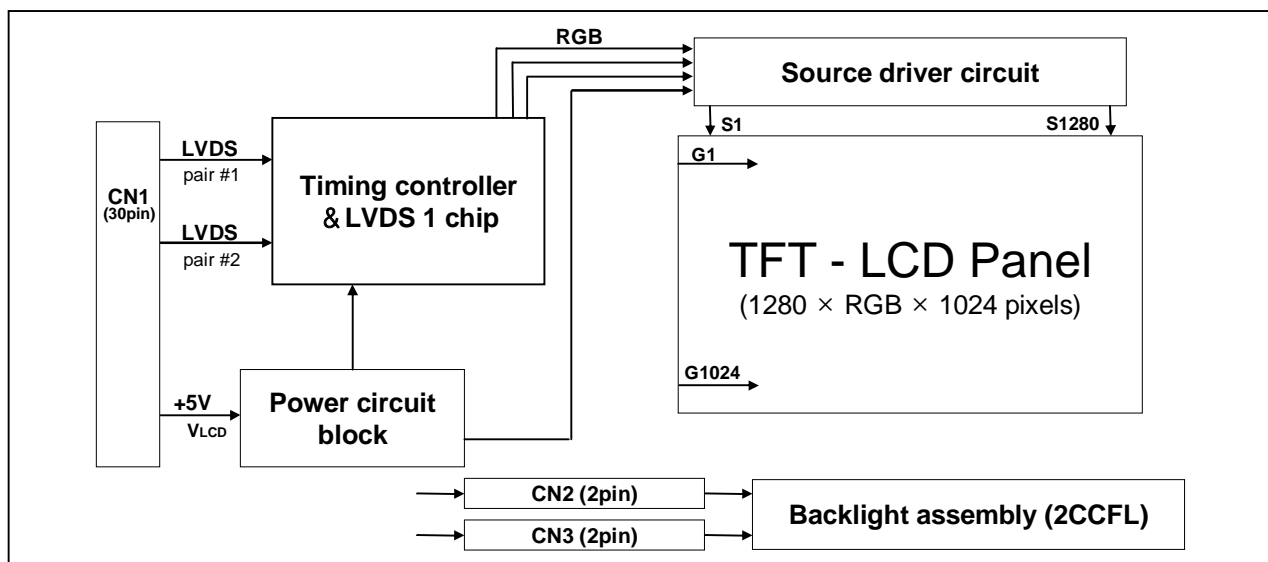 RGB
Source driver circuit
S1
S1280
CN1
(30pin)
LVDS
pair #1
LVDS
pair #2
Timing controller
& LVDS 1 chip
G1
TFT - LCD Panel
(1280 × RGB × 1024 pixels)
G1024
+5V
VLCD
Power circuit
block
CN2 (2pin)
CN3 (2pin)
Backlight assembly (2CCFL)